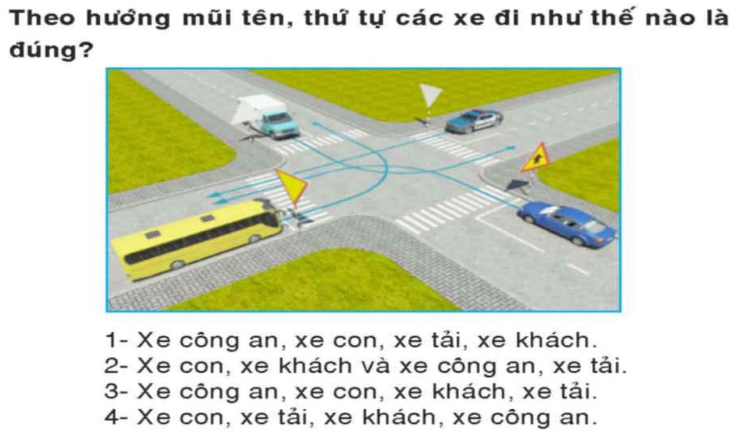 Theo hướng mũi tên, thứ tự các xe đi như thế nào là
đúng?
1- Xe công an, xe con, xe tải, xe khách.
2- Xe con, xe khách và xe công an, xe tải.
3- Xe công an, xe con, xe khách, xe tải.
4- Xe con, xe tải, xe khách, xe công an.